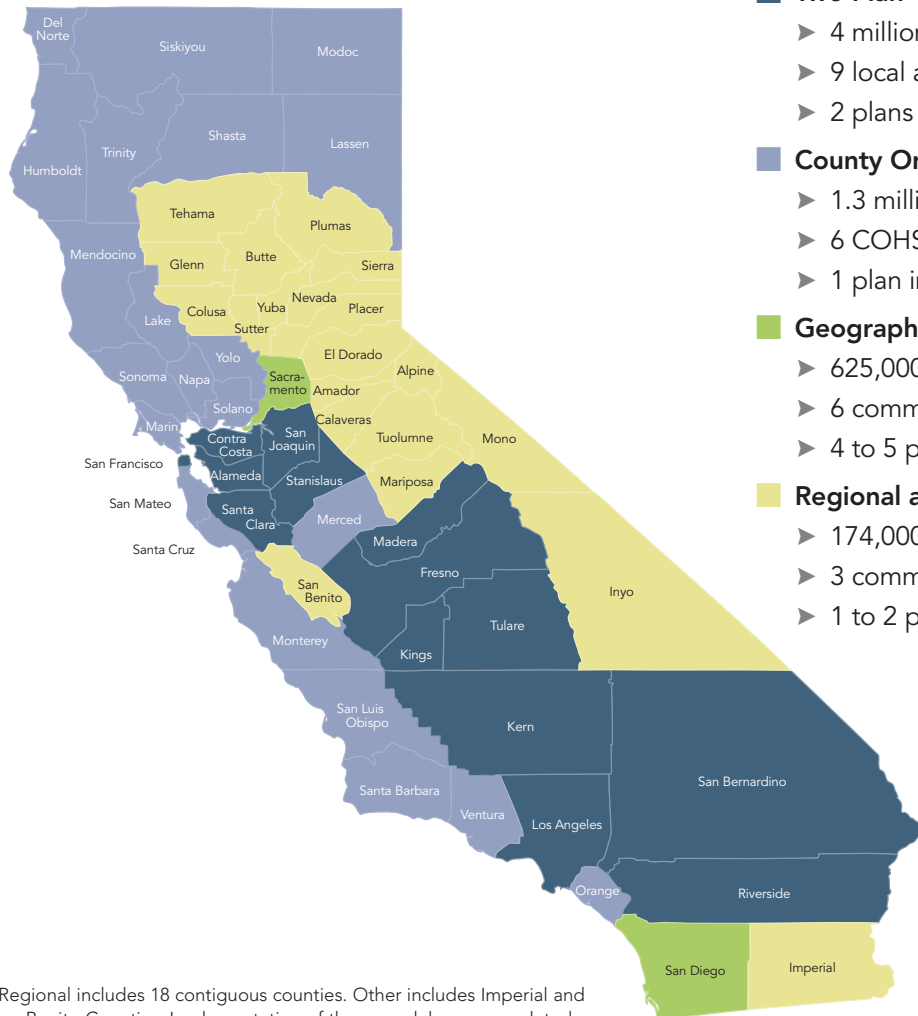 Del
Norte
Siskiyou
Modoc
Shasta
Trinity
Lassen
Humboldt
Tehama
Plumas
Mendocino
Glenn
Butte
Sierra
Colusa
Yuba
Nevada
Placer
Lake
Sutter
Yolo
El Dorado
Sonoma
Napa
Sacra-
mento
Alpine
Amador
Solano
Marin
Calaveras
Contra
Costa
San
Joaquin
Tuolumne
Mono
San Francisco
Alameda
Stanislaus
Mariposa
San Mateo
Santa
Clara
Merced
Santa Cruz
Madera
Fresno
San
Benito
Inyo
Monterey
Tulare
Kings
San Luis
Obispo
Kern
San Bernardino
Santa Barbara
Ventura
Los Angeles
Orange
Riverside
San Diego
Imperial
➤ 4 million
➤ 9 local
➤ 2 plans
County
➤ 1.3
➤ 6 COHS
➤ 1 plan
➤ 625,000
➤ 6
➤ 4 to 5
Regional
➤ 174,000
➤ 3
➤ 1 to 2
Regional includes 18 contiguous counties. Other includes Imperial and